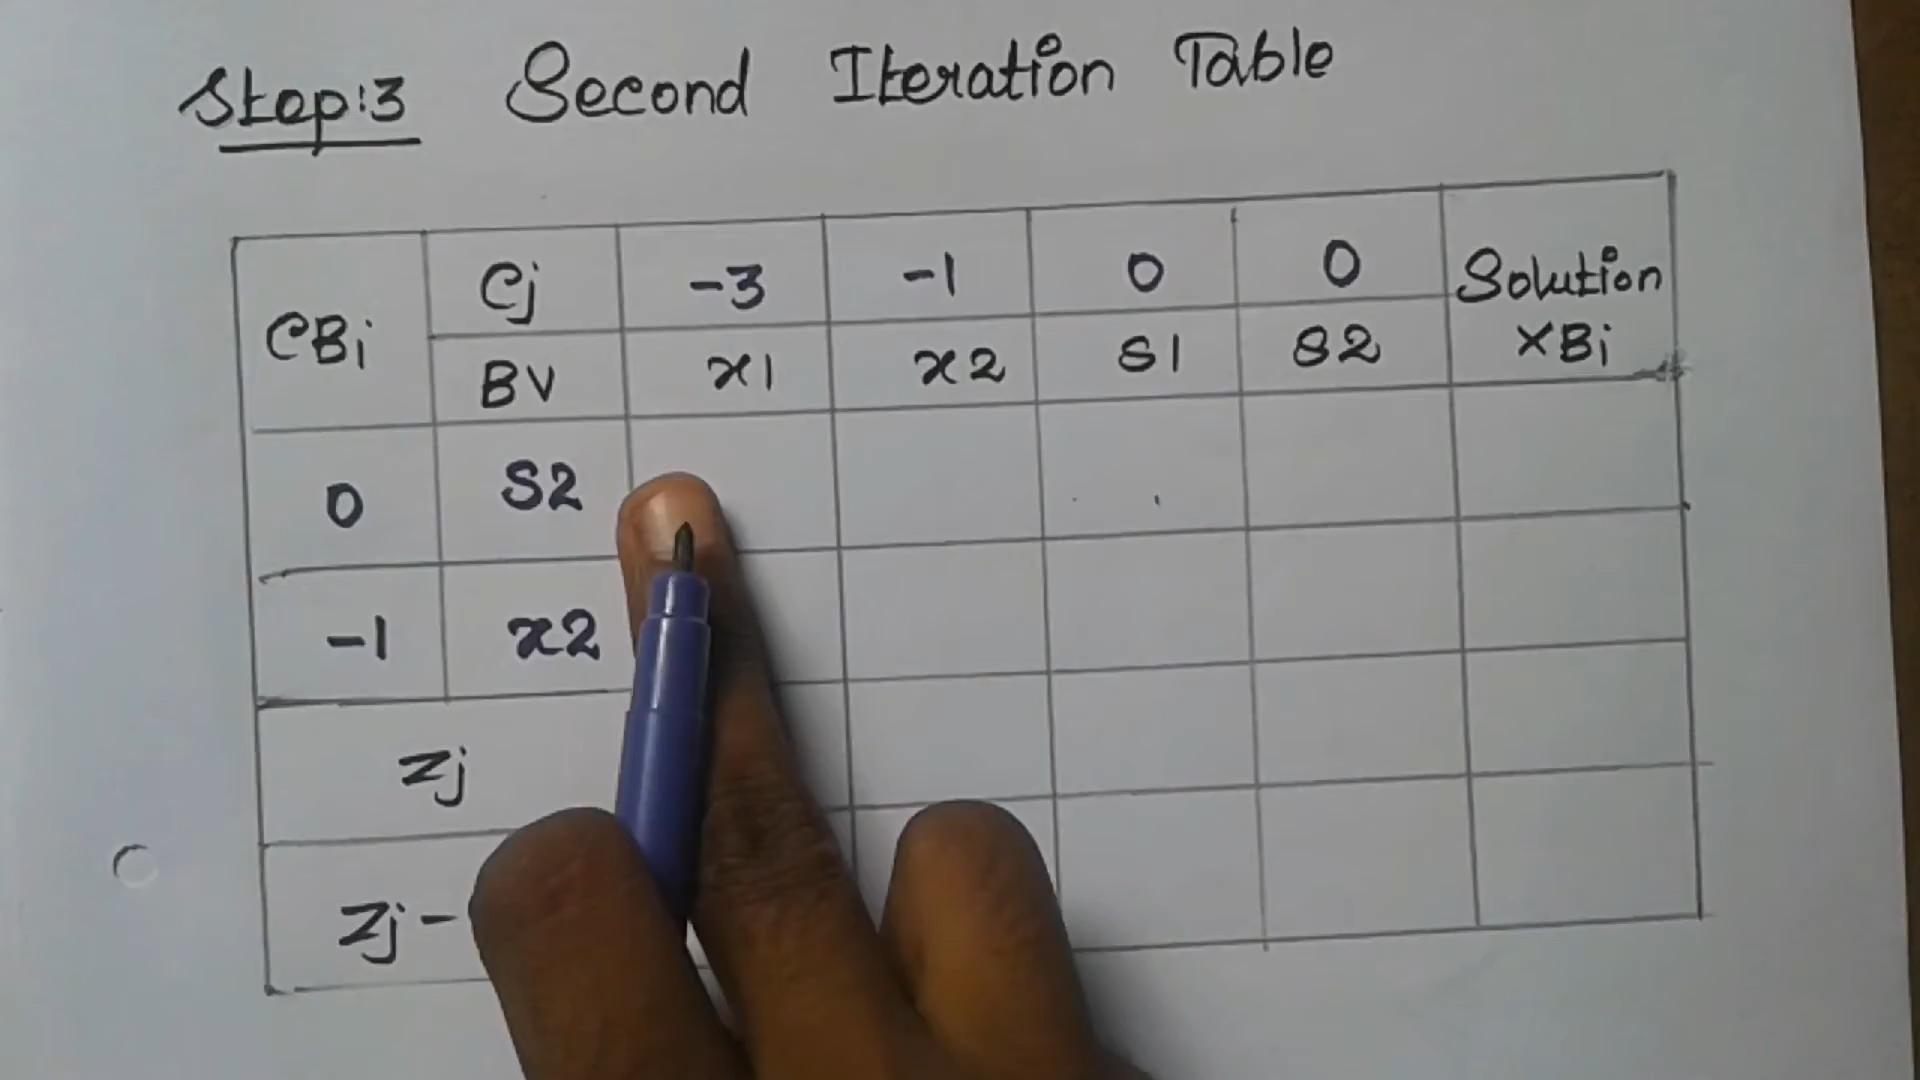 Step:3 Second Iteration Table
CBi Cj -3 -1 0 0 Solution XBi
BV x1 x2 S1 S2
0 S2
-1 x2
Zj
Zj -